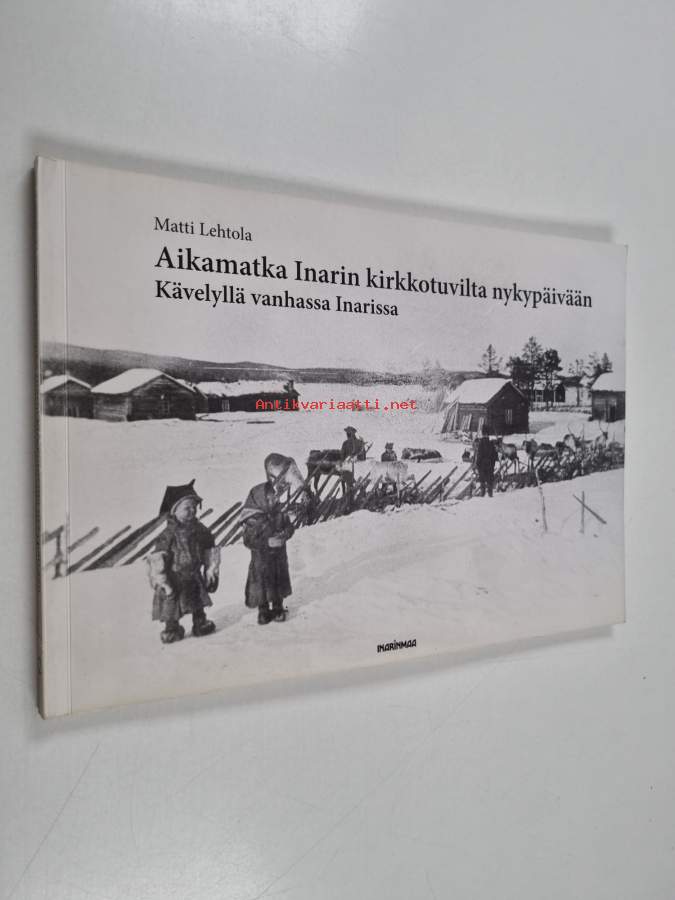 Matti Lehtola
Aikamatka Inarin kirkkotuvilta nykypäivään
Kävelyllä vanhassa Inarissa
Antikvariaatti.net
INARINMAA